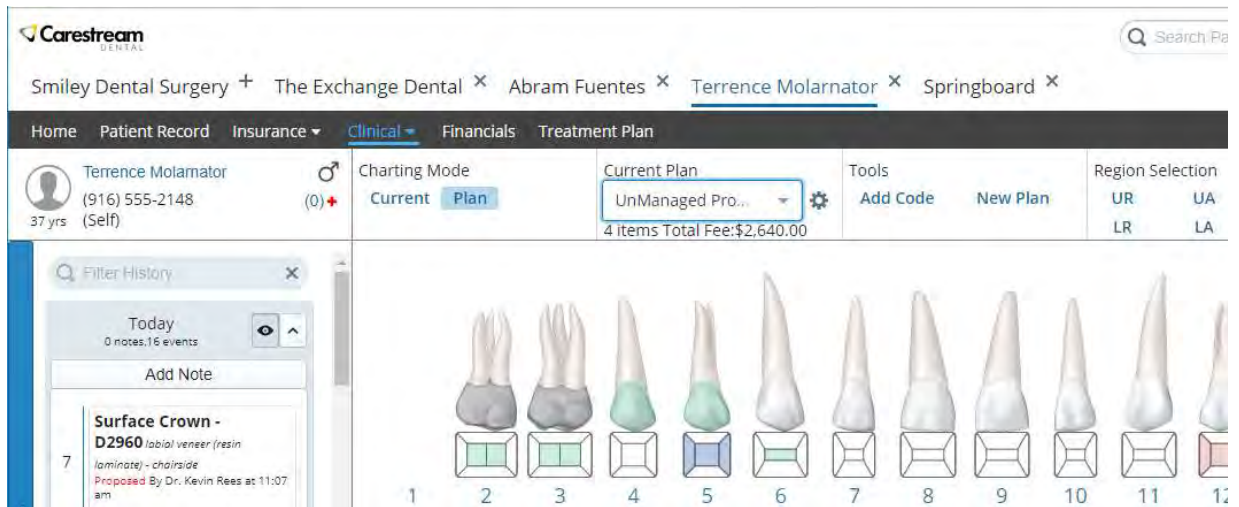 Carestream
DENTAL
Search Pa
Smiley Dental Surgery + The Exchange Dental × Abram Fuentes × Terrence Molarnator × Springboard ×
Home Patient Record Insurance Clinical Financials Treatment Plan
Terrence Molarnator
(916) 555-2148 (0)+
37 yrs (Self)
Charting Mode
Current Plan
Current Plan
UnManaged Pro...
4 items Total Fee:$2,640.00
Tools
Add Code New Plan
Region Selection
UR UA
LR LA
Filter History ×
Today
0 notes,16 events
Add Note
7
Surface Crown -
D2960 labial veneer (resin
laminate) - chairside
Proposed By Dr. Kevin Rees at 11:07
am
1 2 3 4 5 6 7 8 9 10 11 12